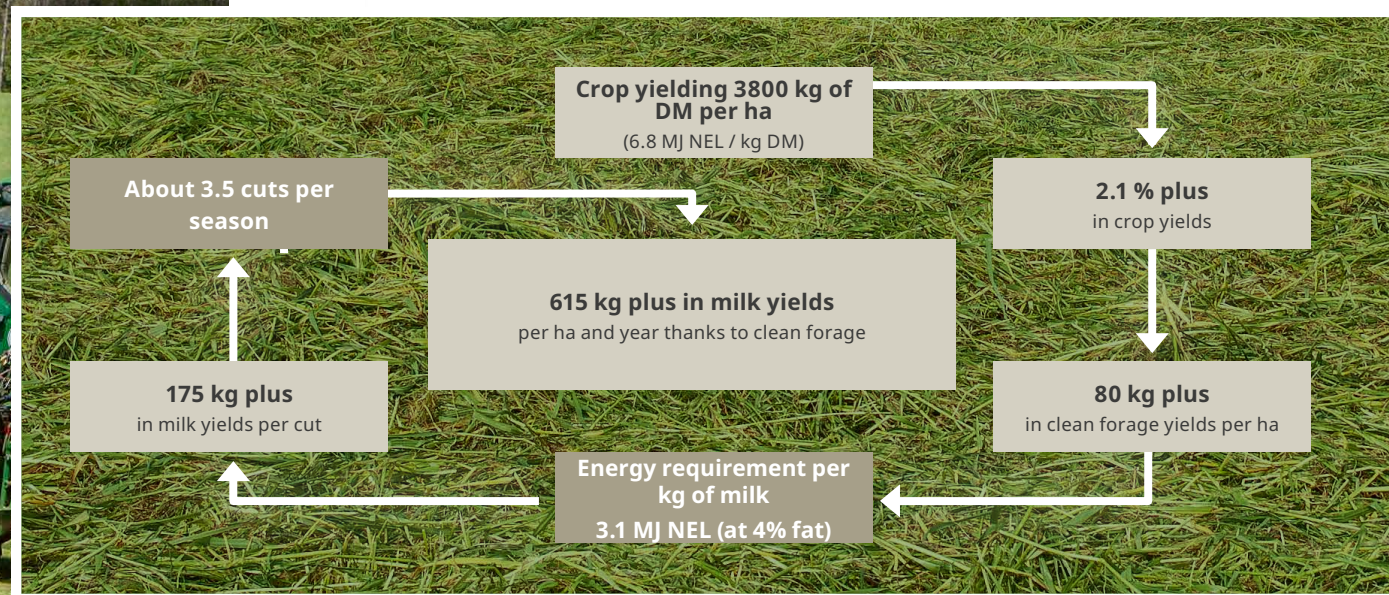 Crop yielding 3800 kg of
DM per ha
(6.8 MJ NEL / kg DM)
2.1 % plus
in crop yields
80 kg plus
in clean forage yields per ha
Energy requirement per
kg of milk
3.1 MJ NEL (at 4% fat)
175 kg plus
in milk yields per cut
About 3.5 cuts per
season
615 kg plus in milk yields
per ha and year thanks to clean forage